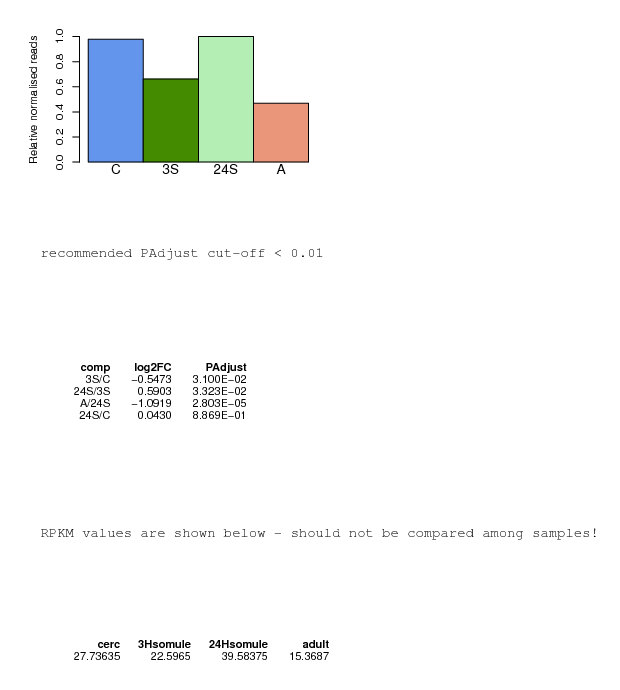 Relative normalised reads
1.0
0.8
0.6
0.4
0.2
0.0
C 3S 24S A
recommended PAdjust cut-off < 0.01
comp log2FC PAdjust
3S/C −0.5473 3.100E−02
24S/3S 0.5903 3.323E−02
A/24S −1.0919 2.803E−05
24S/C 0.0430 8.869E−01
RPKM values are shown below - should not be compared among samples!
cerc 3Hsomule 24Hsomule adult
27.73635 22.5965 39.58375 15.3687